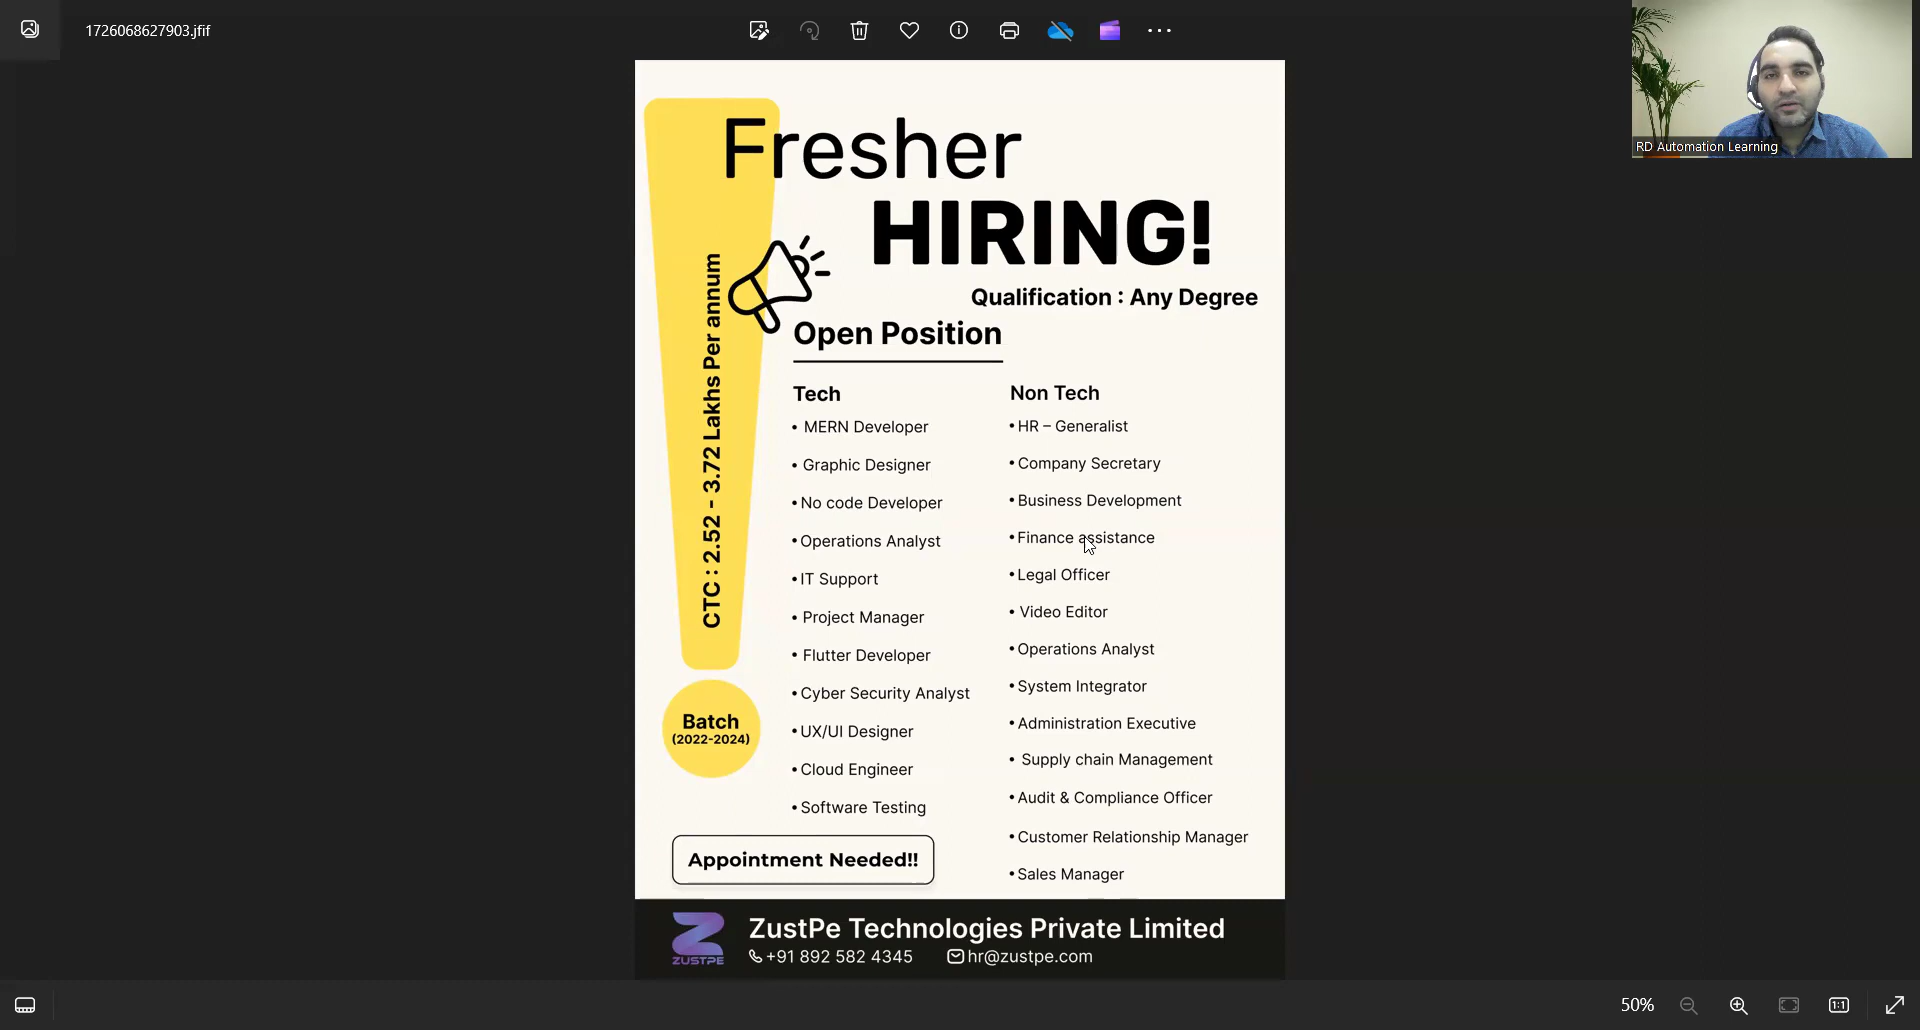 1726068627903.jfif
RD Automation Learning
Fresher
HIRING!
Qualification : Any Degree
CTC : 2.52 - 3.72 Lakhs Per annum
Batch
(2022-2024)
Open Position
Tech
• MERN Developer
• Graphic Designer
• No code Developer
• Operations Analyst
• IT Support
• Project Manager
• Flutter Developer
• Cyber Security Analyst
• UX/UI Designer
• Cloud Engineer
• Software Testing
Non Tech
• HR – Generalist
• Company Secretary
• Business Development
• Finance assistance
• Legal Officer
• Video Editor
• Operations Analyst
• System Integrator
• Administration Executive
• Supply chain Management
• Audit & Compliance Officer
• Customer Relationship Manager
• Sales Manager
Appointment Needed!!
ZUSTPE
ZustPe Technologies Private Limited
+91 892 582 4345
hr@zustpe.com
50%
1:1